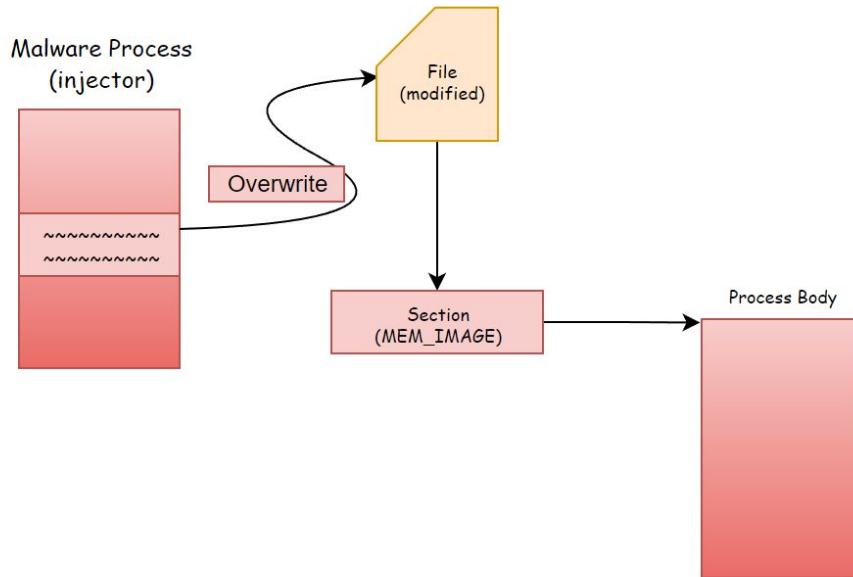 Malware Process
(injector)
~~~~~~~~~~
~~~~~~~~~~
Overwrite
File
(modified)
Section
(MEM_IMAGE)
Process Body